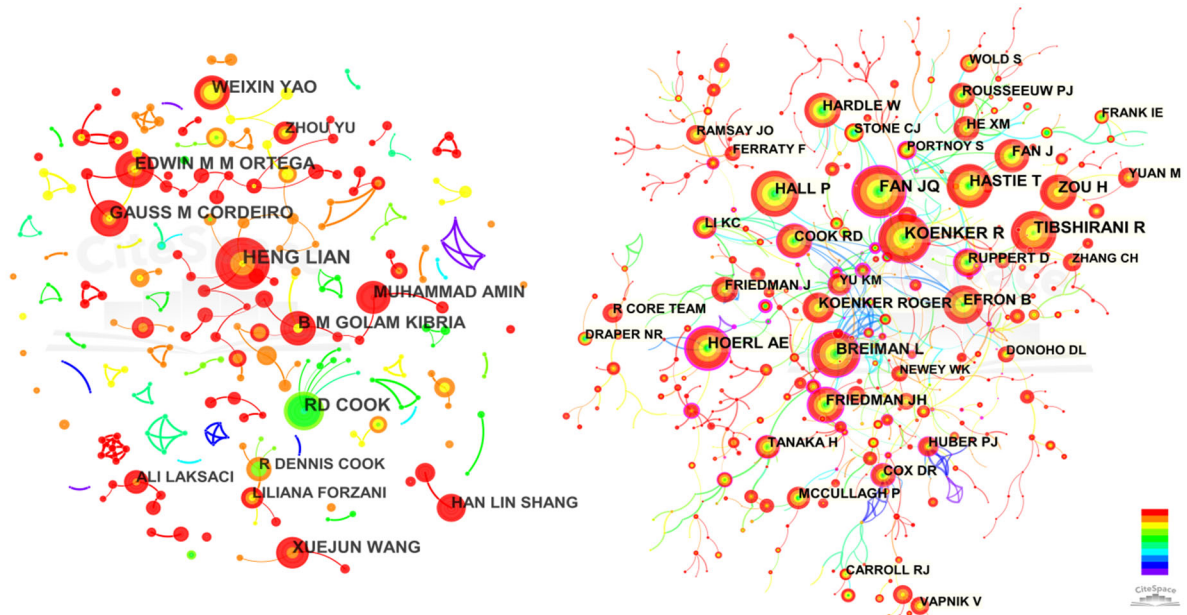 WEIXIN YAO
ZHOU YU
EDWIN M M ORTEGA
GAUSS M CORDEIRO
CiteSpace
HENG LIAN
MUHAMMAD AMIN
B M GOLAM KIBRIA
RD COOK
R DENNIS COOK
ALI LAKSACI
LILIANA FORZANI
HAN LIN SHANG
XUEJUN WANG
WOLD S
ROUSSEEUW PJ
HARDLE W
FRANK IE
RAMSAY JO
STONE CJ
HE XM
FERRATY F
PORTNOY S
FAN J
YUAN M
HALL P
FAN JQ
HASTIE T
ZOU H
LI KC
COOK RD
KOENKER R
TIBSHIRANI R
RUPPERT D
ZHANG CH
FRIEDMAN J
YU KM
R CORE TEAM
KOENKER ROGER
EFRON B
DRAPER NR
HOERL AE
BREIMAN L
DONOHO DL
NEWEY WK
FRIEDMAN JH
TANAKA H
HUBER PJ
COX DR
MCCULLAGH P
CARROLL RJ
VAPNIK V
CiteSpace